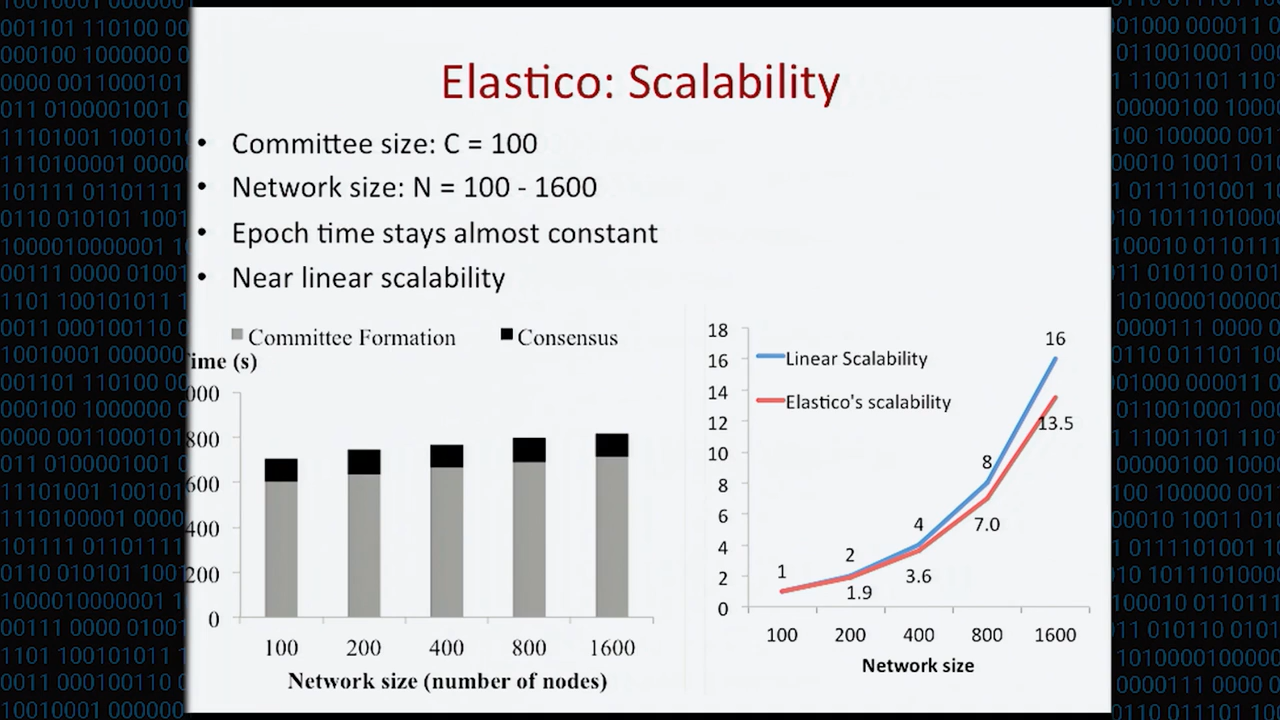 Elastico: Scalability
• Committee size: C = 100
• Network size: N = 100 - 1600
• Epoch time stays almost constant
• Near linear scalability
Committee Formation Consensus
ime (s)
000
800
600
400
200
0
100 200 400 800 1600
Network size (number of nodes)
18
16
14
12
10
8
6
4
2
0
Linear Scalability
Elastico's scalability
1 2 4 8 16
1.9 3.6 7.0 13.5
100 200 400 800 1600
Network size